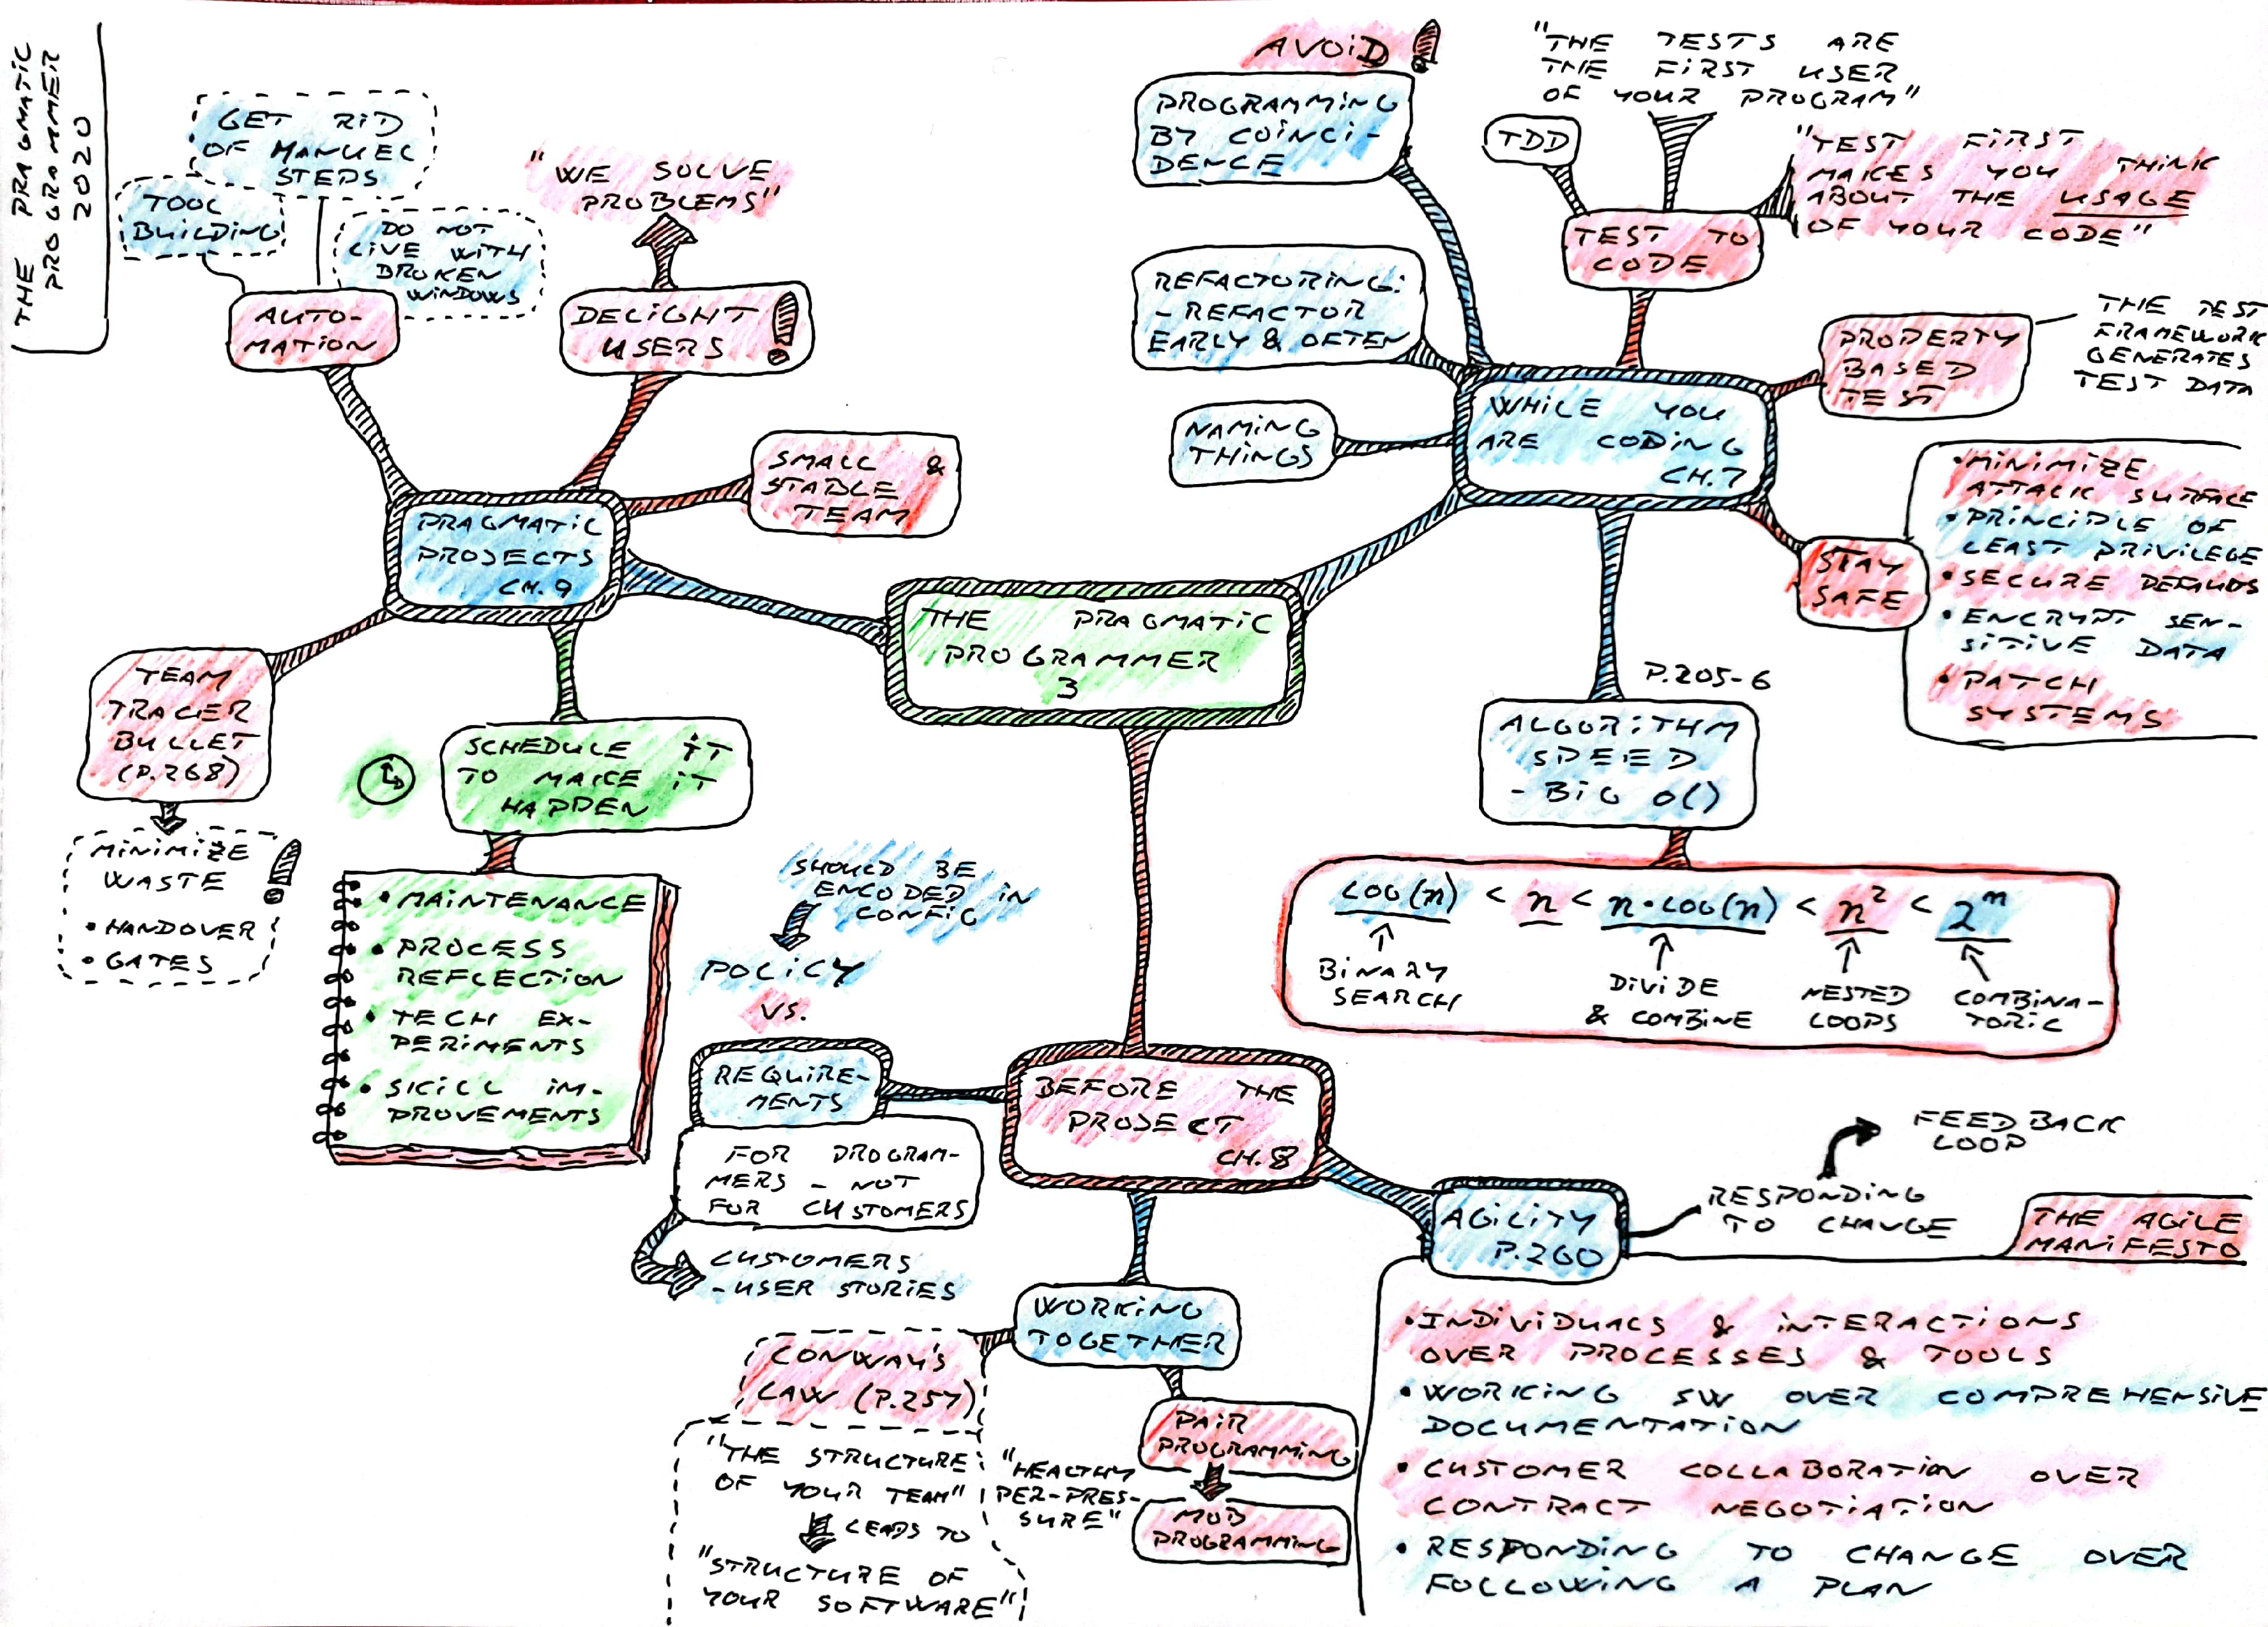 THE PRAGMATIC
PROGRAMMER
2020
GET RID
OF MANUEL
STEPS
TOOL
BUILDING
DO NOT
LIVE WITH
BROKEN
WINDOWS
AUTO-
MATION
"WE SOLVE
PROBLEMS"
DELIGHT
USERS
SMALL &
STABLE
TEAM
PRAGMATIC
PROJECTS
CH.9
TEAM
TRACER
BULLET
(P.268)
MINIMIZE
WASTE
• HANDOVER
• GATES
SCHEDULE IT
TO MAKE IT
HAPPEN
• MAINTENANCE
• PROCESS
REFLECTION
• TECH EX-
PERIMENTS
• SKILL IM-
PROVEMENTS
THE PRAGMATIC
PROGRAMMER
3
AVOID
PROGRAMMING
BY COINCI-
DENCE
REFACTORING:
- REFACTOR
EARLY & OFTEN
NAMING
THINGS
WHILE YOU
ARE CODING
CH.7
"THE TESTS ARE
THE FIRST USER
OF YOUR PROGRAM"
TDD
"TEST FIRST
MAKES YOU THINK
ABOUT THE USAGE
OF YOUR CODE"
TEST TO
CODE
PROPERTY
BASED
TEST
THE TEST
FRAMEWORK
GENERATES
TEST DATA
STAY
SAFE
• MINIMIZE
ATTACK SURFACE
• PRINCIPLE OF
LEAST PRIVILEGE
• SECURE
• ENCRYPT SEN-
SITIVE DATA
• PATCH
SYSTEMS
P.205-6
ALGORITHM
SPEED
- BIG O()
LOG(n) < n < n·LOG(n) < n² < 2ⁿ
BINARY
SEARCH
DIVIDE
& COMBINE
NESTED
LOOPS
COMBINA-
TORIC
SHOULD BE
ENCODED IN
CONFIG
POLICY
VS.
REQUIRE-
MENTS
FOR PROGRAM-
MERS - NOT
FOR CUSTOMERS
CUSTOMERS
- USER STORIES
BEFORE THE
PROJECT
CH.8
WORKING
TOGETHER
CONWAY'S
LAW (P.257)
"THE STRUCTURE
OF YOUR TEAM"
LEADS TO
"STRUCTURE OF
YOUR SOFTWARE"
"HEALTHY
PER-PRES-
SURE"
PAIR
PROGRAMMING
MOB
PROGRAMMING
AGILITY
P.260
RESPONDING
TO CHANGE
FEEDBACK
LOOP
THE AGILE
MANIFESTO
• INDIVIDUALS & INTERACTIONS
OVER PROCESSES & TOOLS
• WORKING SW OVER COMPREHENSIVE
DOCUMENTATION
• CUSTOMER COLLABORATION OVER
CONTRACT NEGOTIATION
• RESPONDING TO CHANGE OVER
FOLLOWING A PLAN